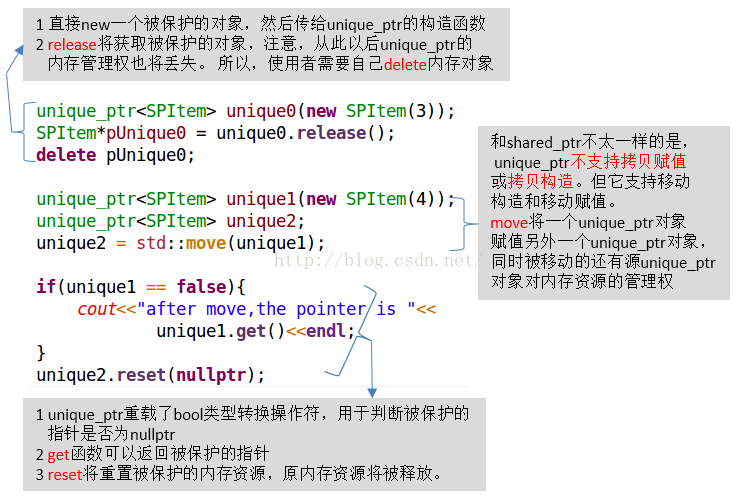 1 直接new一个被保护的对象，然后传给unique_ptr的构造函数
2 release将获取被保护的对象，注意，从此以后unique_ptr的
内存管理权也将丢失。所以，使用者需要自己delete内存对象
unique_ptr<SPItem> unique0(new SPItem(3));
SPItem*pUnique0 = unique0.release();
delete pUnique0;
unique_ptr<SPItem> unique1(new SPItem(4));
unique_ptr<SPItem> unique2;
unique2 = std::move(unique1);
和shared_ptr不太一样的是，
unique_ptr不支持拷贝赋值
或拷贝构造。但它支持移动
构造和移动赋值。
move将一个unique_ptr对象
赋值另外一个unique_ptr对象，
同时被移动的还有源unique_ptr
对象对内存资源的管理权
http://blog.csdn.net/
if(unique1 == false){
cout<<"after move,the pointer is "<<
unique1.get()<<endl;
}
unique2.reset(nullptr);
1 unique_ptr重载了bool类型转换操作符，用于判断被保护的
指针是否为nullptr
2 get函数可以返回被保护的指针
3 reset将重置被保护的内存资源，原内存资源将被释放。